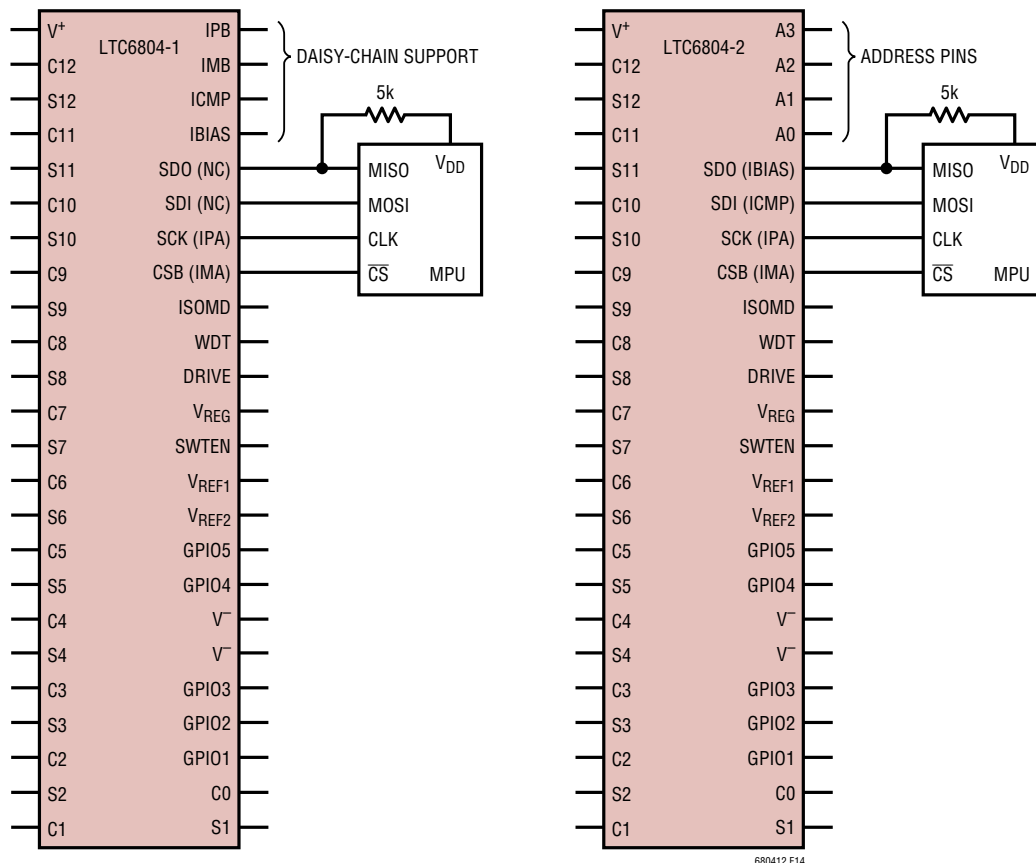 LTC6804-1
V+ IPB
C12 IMB
S12 ICMP
C11 IBIAS
S11 SDO (NC)
C10 SDI (NC)
S10 SCK (IPA)
C9 CSB (IMA)
S9 ISOMD
C8 WDT
S8 DRIVE
C7 VREG
S7 SWTEN
C6 VREF1
S6 VREF2
C5 GPIO5
S5 GPIO4
C4 V–
S4 V–
C3 GPIO3
S3 GPIO2
C2 GPIO1
S2 C0
C1 S1
DAISY-CHAIN SUPPORT
5k
MISO VDD
MOSI
CLK
CS MPU
LTC6804-2
V+ A3
C12 A2
S12 A1
C11 A0
S11 SDO (IBIAS)
C10 SDI (ICMP)
S10 SCK (IPA)
C9 CSB (IMA)
S9 ISOMD
C8 WDT
S8 DRIVE
C7 VREG
S7 SWTEN
C6 VREF1
S6 VREF2
C5 GPIO5
S5 GPIO4
C4 V–
S4 V–
C3 GPIO3
S3 GPIO2
C2 GPIO1
S2 C0
C1 S1
ADDRESS PINS
5k
MISO VDD
MOSI
CLK
CS MPU
680412 F14